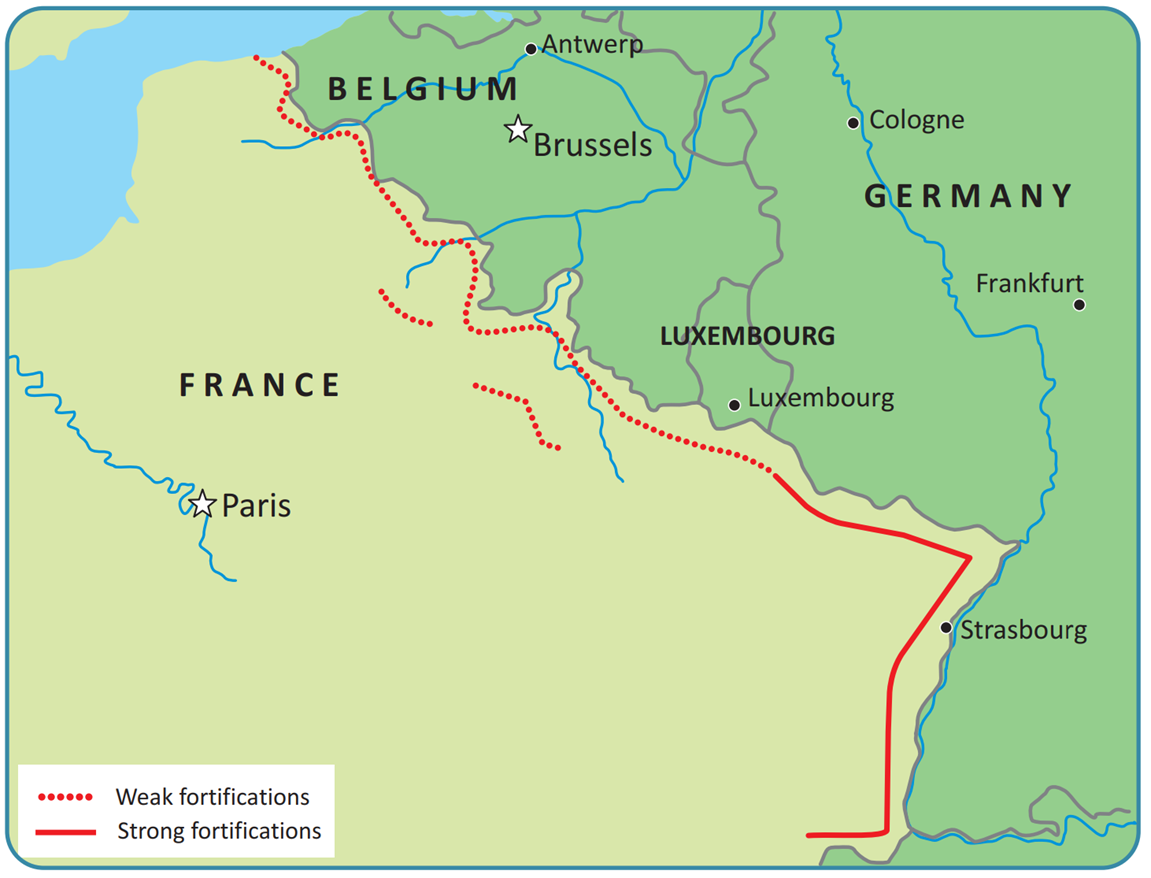 Antwerp
BELGIUM
Cologne
Brussels
GERMANY
Frankfurt
LUXEMBOURG
FRANCE
Luxembourg
Paris
Strasbourg
Weak fortifications
Strong fortifications